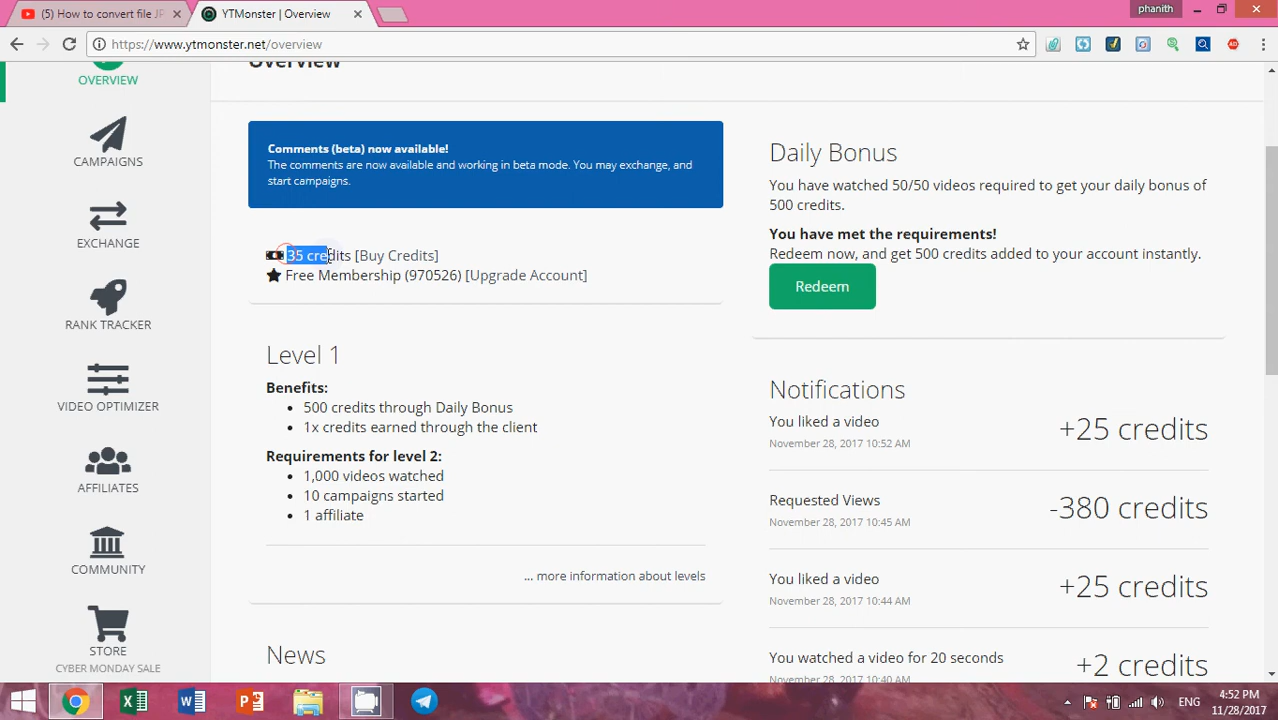 (5) How to convert file JP
YTMonster | Overview
phanith
https://www.ytmonster.net/overview
OVERVIEW
CAMPAIGNS
EXCHANGE
RANK TRACKER
VIDEO OPTIMIZER
AFFILIATES
COMMUNITY
STORE
CYBER MONDAY SALE
Overview
Comments (beta) now available!
The comments are now available and working in beta mode. You may exchange, and
start campaigns.
35 credits [Buy Credits]
Free Membership (970526) [Upgrade Account]
Level 1
Benefits:
• 500 credits through Daily Bonus
• 1x credits earned through the client
Requirements for level 2:
• 1,000 videos watched
• 10 campaigns started
• 1 affiliate
... more information about levels
News
Daily Bonus
You have watched 50/50 videos required to get your daily bonus of
500 credits.
You have met the requirements!
Redeem now, and get 500 credits added to your account instantly.
Redeem
Notifications
You liked a video
November 28, 2017 10:52 AM
+25 credits
Requested Views
November 28, 2017 10:45 AM
-380 credits
You liked a video
November 28, 2017 10:44 AM
+25 credits
You watched a video for 20 seconds
November 28, 2017 10:40 AM
+2 credits
ENG
4:52 PM
11/28/2017